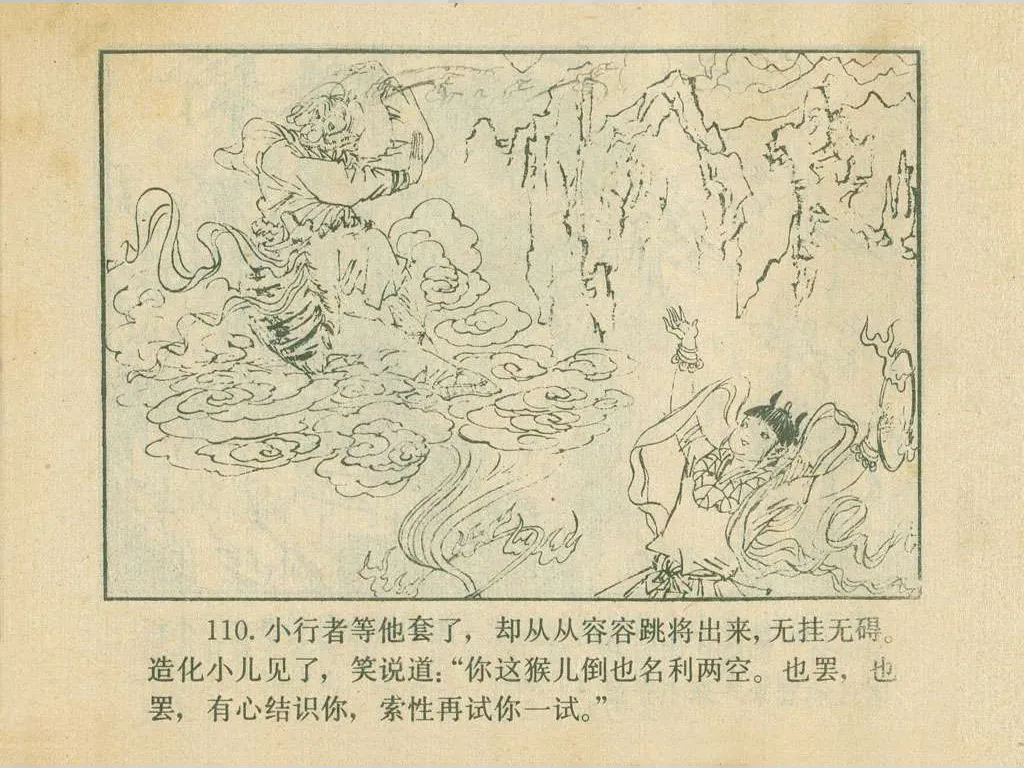 110. 小行者等他套了，却从从容容跳将出来，无挂无碍。
造化小儿见了，笑说道：“你这猴儿倒也名利两空。也罢，也
罢，有心结识你，索性再试你一试。”